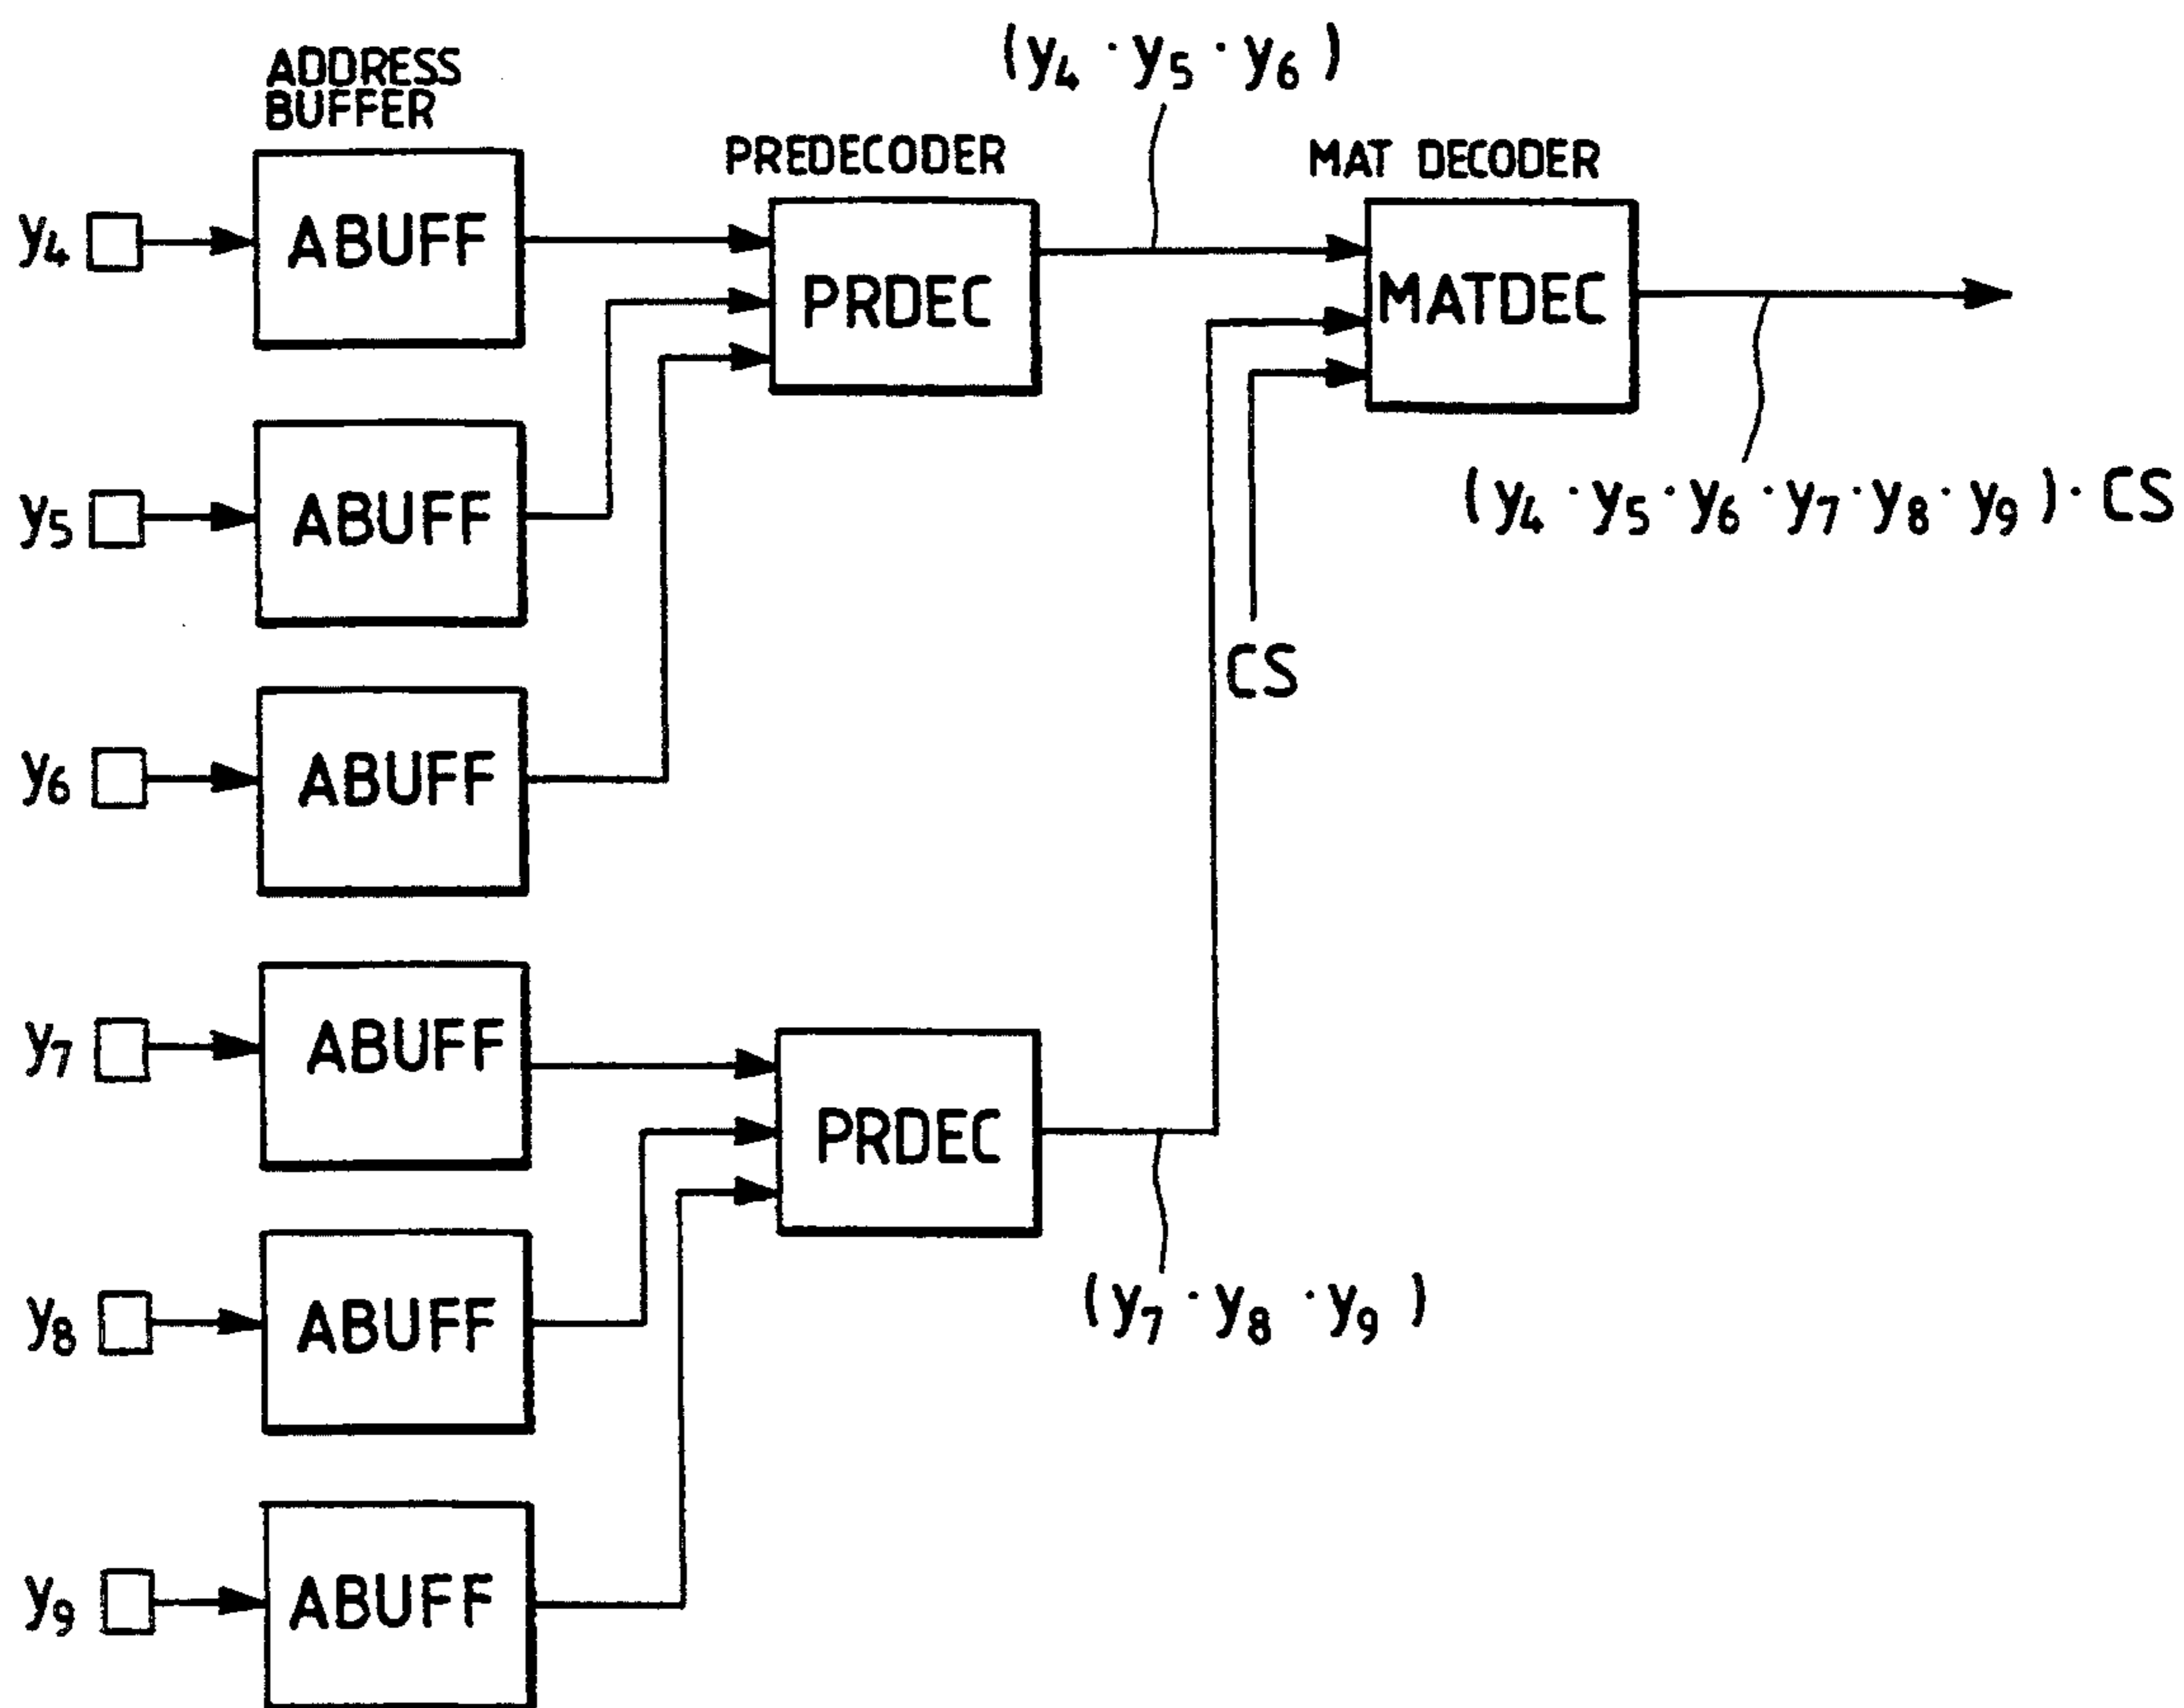 ADDRESS
BUFFER
PREDECODER
(y₄ · y₅ · y₆)
MAT DECODER
y₄
ABUFF
PRDEC
MATDEC
y₅
ABUFF
(y₄ · y₅ · y₆ · y₇ · y₈ · y₉) · CS
CS
y₆
ABUFF
y₇
ABUFF
PRDEC
y₈
ABUFF
(y₇ · y₈ · y₉)
y₉
ABUFF